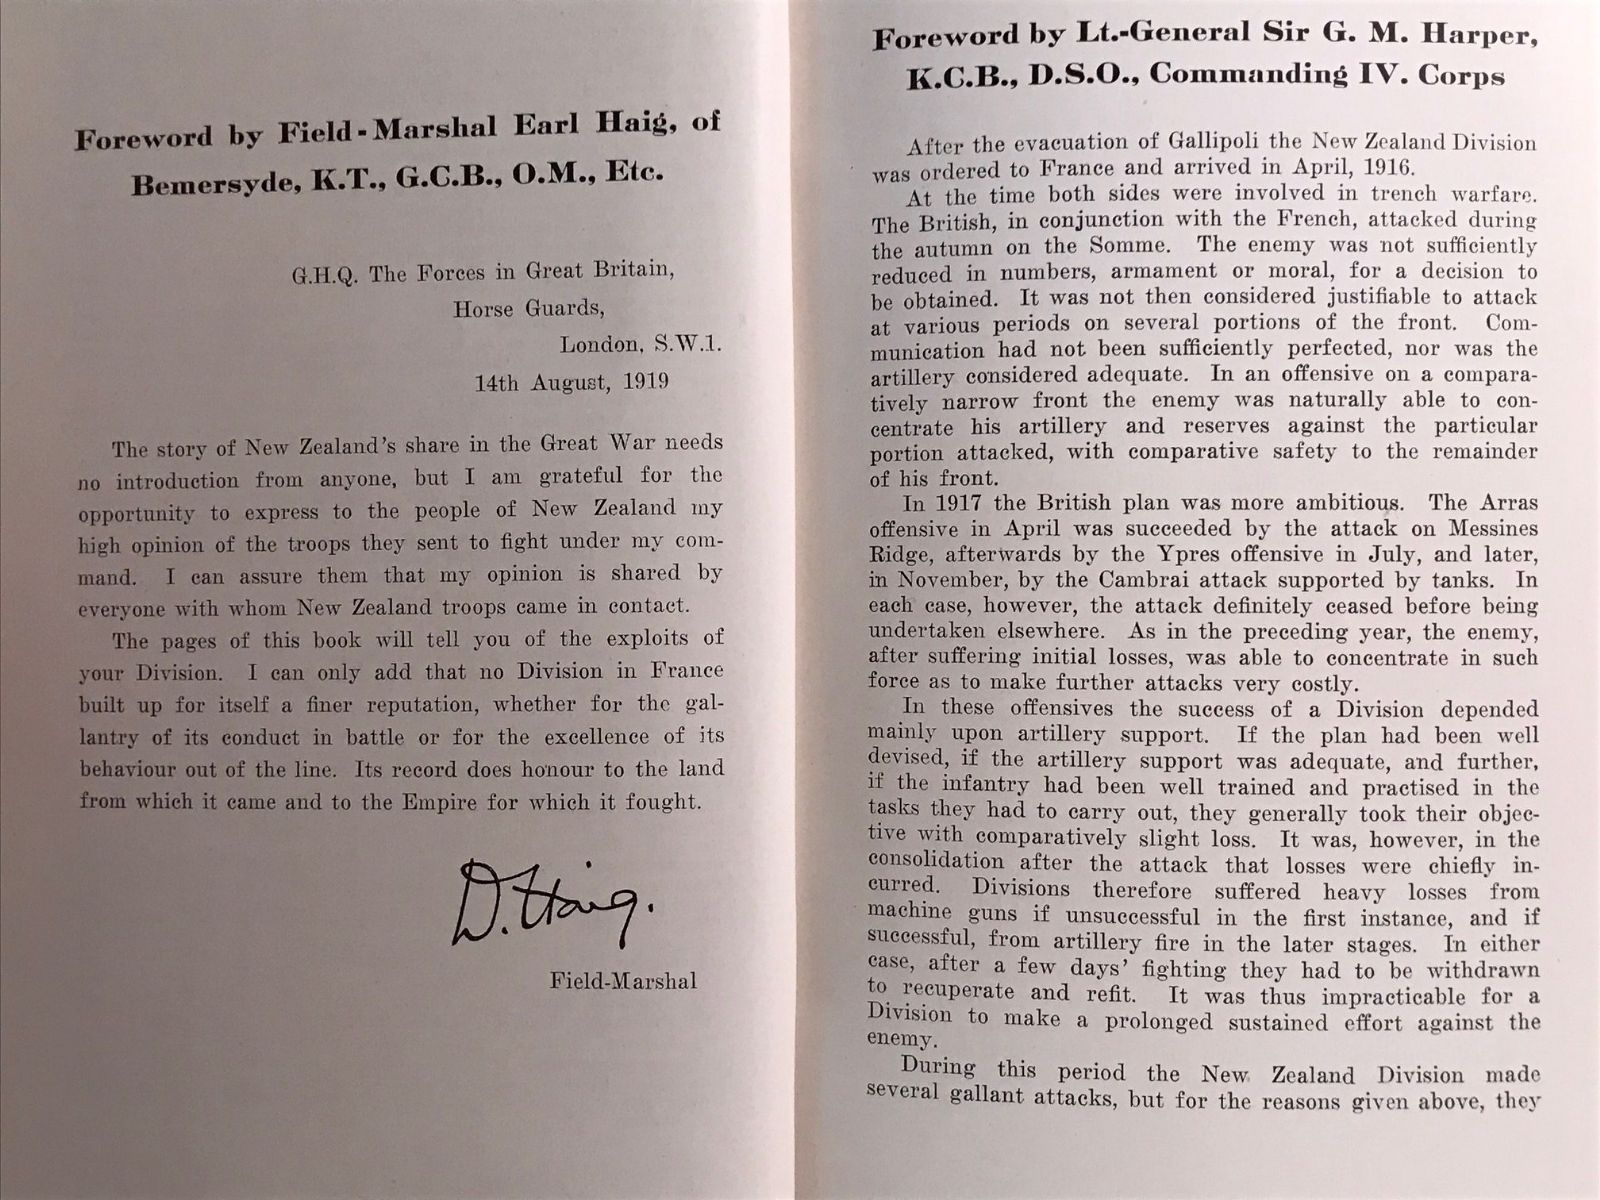 Foreword by Field-Marshal Earl Haig, of
Bemersyde, K.T., G.C.B., O.M., Etc.
G.H.Q. The Forces in Great Britain,
Horse Guards,
London, S.W.1.
14th August, 1919
The story of New Zealand's share in the Great War needs
no introduction from anyone, but I am grateful for the
opportunity to express to the people of New Zealand my
high opinion of the troops they sent to fight under my com-
mand. I can assure them that my opinion is shared by
everyone with whom New Zealand troops came in contact.
The pages of this book will tell you of the exploits of
your Division. I can only add that no Division in France
built up for itself a finer reputation, whether for the gal-
lantry of its conduct in battle or for the excellence of its
behaviour out of the line. Its record does honour to the land
from which it came and to the Empire for which it fought.
D. Haig.
Field-Marshal
Foreword by Lt.-General Sir G. M. Harper,
K.C.B., D.S.O., Commanding IV. Corps
After the evacuation of Gallipoli the New Zealand Division
was ordered to France and arrived in April, 1916.
At the time both sides were involved in trench warfare.
The British, in conjunction with the French, attacked during
the autumn on the Somme. The enemy was not sufficiently
reduced in numbers, armament or moral, for a decision to
be obtained. It was not then considered justifiable to attack
at various periods on several portions of the front. Com-
munication had not been sufficiently perfected, nor was the
artillery considered adequate. In an offensive on a compara-
tively narrow front the enemy was naturally able to con-
centrate his artillery and reserves against the particular
portion attacked, with comparative safety to the remainder
of his front.
In 1917 the British plan was more ambitious. The Arras
offensive in April was succeeded by the attack on Messines
Ridge, afterwards by the Ypres offensive in July, and later,
in November, by the Cambrai attack supported by tanks. In
each case, however, the attack definitely ceased before being
undertaken elsewhere. As in the preceding year, the enemy,
after suffering initial losses, was able to concentrate in such
force as to make further attacks very costly.
In these offensives the success of a Division depended
mainly upon artillery support. If the plan had been well
devised, if the artillery support was adequate, and further,
if the infantry had been well trained and practised in the
tasks they had to carry out, they generally took their objec-
tive with comparatively slight loss. It was, however, in the
consolidation after the attack that losses were chiefly in-
curred. Divisions therefore suffered heavy losses from
machine guns if unsuccessful in the first instance, and if
successful, from artillery fire in the later stages. In either
case, after a few days' fighting they had to be withdrawn
to recuperate and refit. It was thus impracticable for a
Division to make a prolonged sustained effort against the
enemy.
During this period the New Zealand Division made
several gallant attacks, but for the reasons given above, they